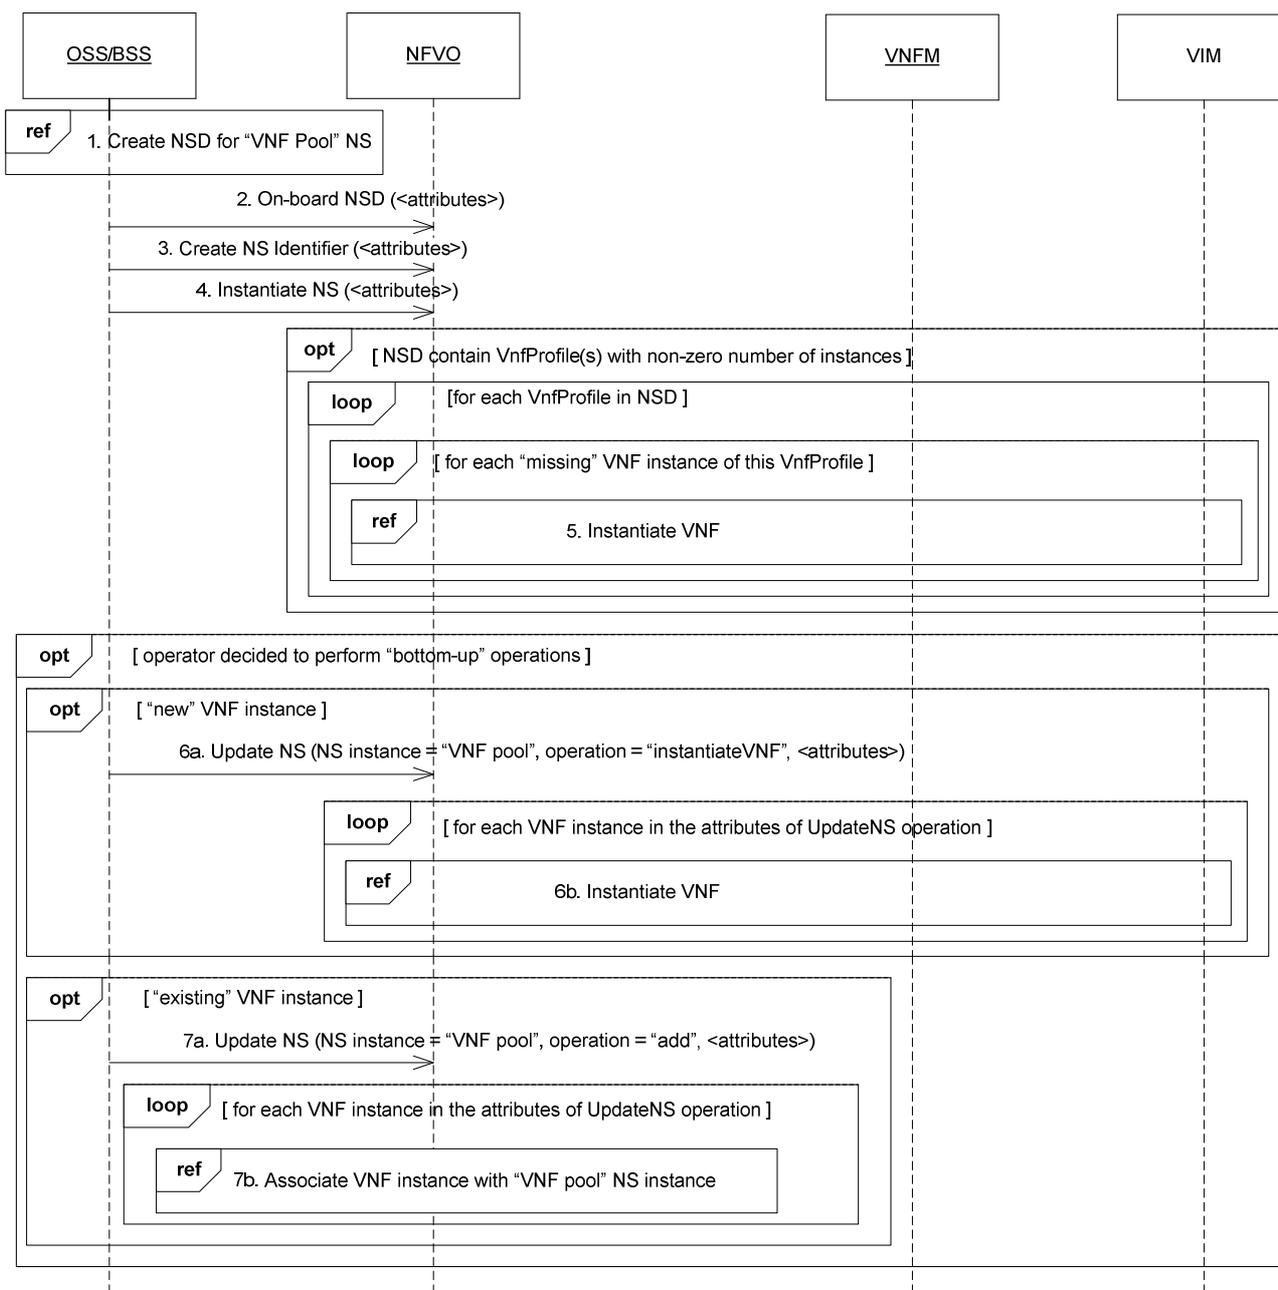 OSS/BSS
NFVO
VNFM
VIM
ref
1. Create NSD for “VNF Pool” NS
2. On-board NSD (<attributes>)
3. Create NS Identifier (<attributes>)
4. Instantiate NS (<attributes>)
opt
[ NSD contain VnfProfile(s) with non-zero number of instances]
loop
[for each VnfProfile in NSD ]
loop
[ for each “missing” VNF instance of this VnfProfile ]
ref
5. Instantiate VNF
opt
[ operator decided to perform “bottom-up” operations ]
opt
[ “new” VNF instance ]
6a. Update NS (NS instance = “VNF pool”, operation = “instantiateVNF”, <attributes>)
loop
[ for each VNF instance in the attributes of UpdateNS operation ]
ref
6b. Instantiate VNF
opt
[ “existing” VNF instance ]
7a. Update NS (NS instance = “VNF pool”, operation = “add”, <attributes>)
loop
[ for each VNF instance in the attributes of UpdateNS operation ]
ref
7b. Associate VNF instance with “VNF pool” NS instance